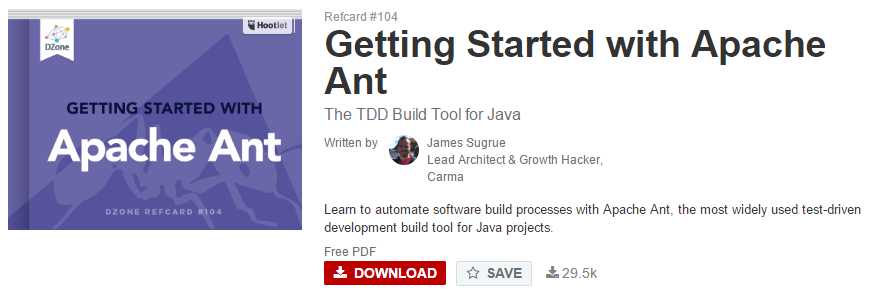 DZone
Hootlet
GETTING STARTED WITH
Apache Ant
DZONE REFCARD #104
Refcard #104
Getting Started with Apache
Ant
The TDD Build Tool for Java
Written by
James Sugrue
Lead Architect & Growth Hacker,
Carma
Learn to automate software build processes with Apache Ant, the most widely used test-driven
development build tool for Java projects.
Free PDF
DOWNLOAD
SAVE
29.5k